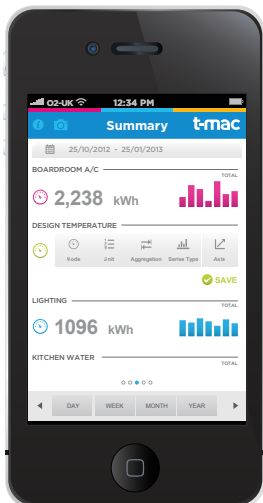 O2-UK 12:34 PM
Summary t-mac
25/10/2012 - 25/01/2013
BOARDROOM A/C
TOTAL
2,238 kWh
DESIGN TEMPERATURE
Node Unit Aggregation Series Type Axis
SAVE
LIGHTING
TOTAL
1096 kWh
KITCHEN WATER
TOTAL
DAY WEEK MONTH YEAR